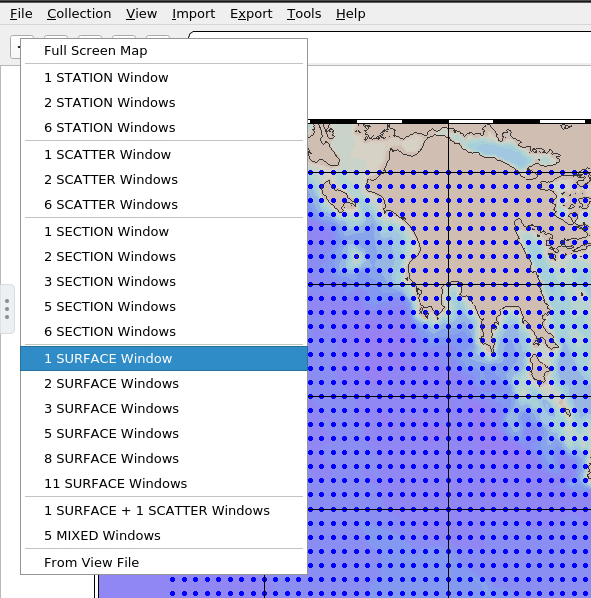 File Collection View Import Export Tools Help
Full Screen Map
1 STATION Window
2 STATION Windows
6 STATION Windows
1 SCATTER Window
2 SCATTER Windows
6 SCATTER Windows
1 SECTION Window
2 SECTION Windows
3 SECTION Windows
5 SECTION Windows
6 SECTION Windows
1 SURFACE Window
2 SURFACE Windows
3 SURFACE Windows
5 SURFACE Windows
8 SURFACE Windows
11 SURFACE Windows
1 SURFACE + 1 SCATTER Windows
5 MIXED Windows
From View File